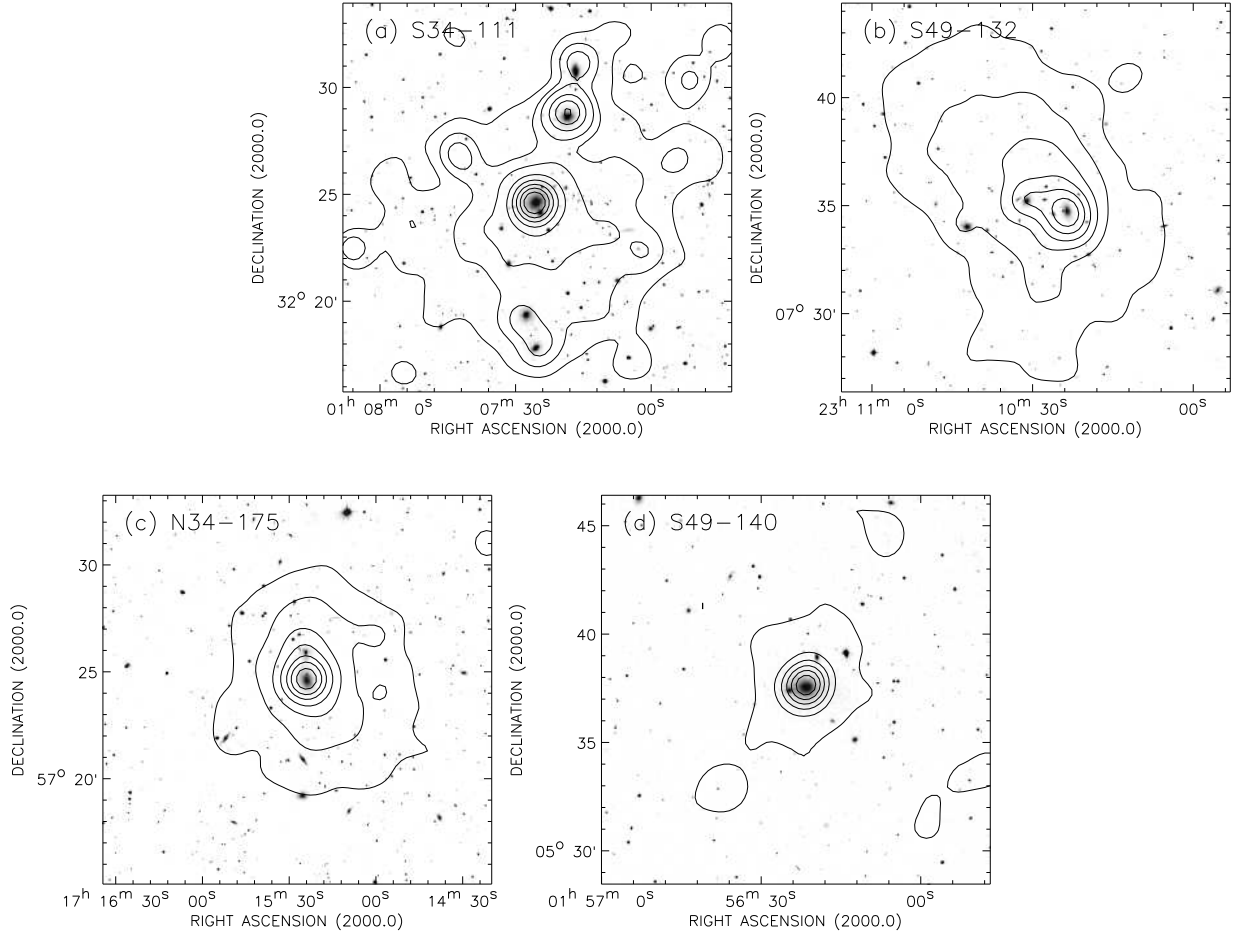 (a) S34−111
DECLINATION (2000.0)
30
25
32° 20'
01ʰ 08ᵐ 0ˢ 07ᵐ 30ˢ 00ˢ
RIGHT ASCENSION (2000.0)
(b) S49−132
DECLINATION (2000.0)
40
35
07° 30'
23ʰ 11ᵐ 0ˢ 10ᵐ 30ˢ 00ˢ
RIGHT ASCENSION (2000.0)
(c) N34−175
DECLINATION (2000.0)
30
25
57° 20'
17ʰ 16ᵐ 30ˢ 00ˢ 15ᵐ 30ˢ 00ˢ 14ᵐ 30ˢ
RIGHT ASCENSION (2000.0)
(d) S49−140
DECLINATION (2000.0)
45
40
35
05° 30'
01ʰ 57ᵐ 0ˢ 56ᵐ 30ˢ 00ˢ
RIGHT ASCENSION (2000.0)